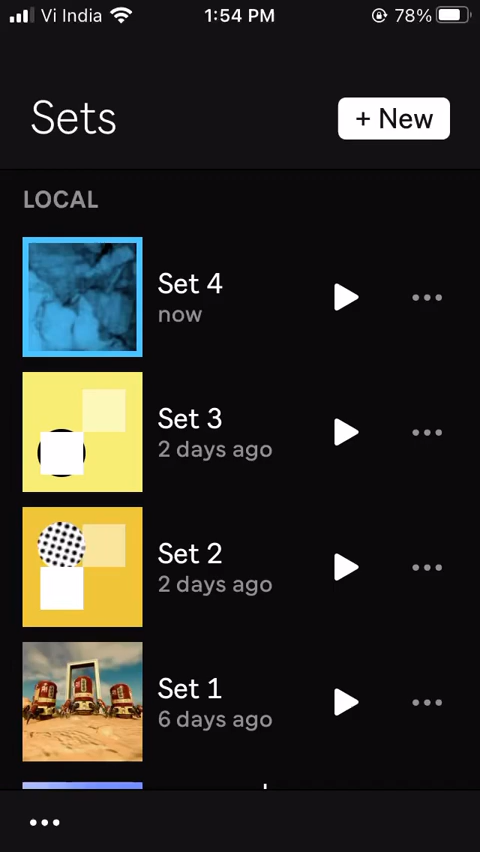 Vi India 1:54 PM 78%
Sets
+ New
LOCAL
Set 4
now
Set 3
2 days ago
Set 2
2 days ago
Set 1
6 days ago